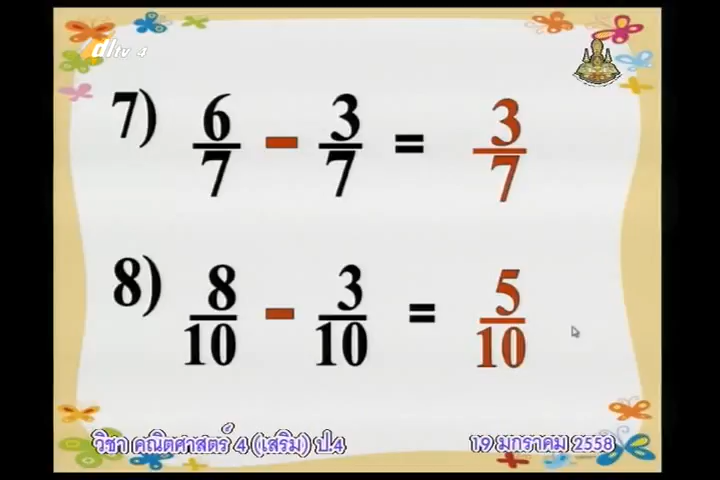 dltv 4
7) 6/7 - 3/7 = 3/7
8) 8/10 - 3/10 = 5/10
วิชา คณิตศาสตร์ 4 (เสริม) ป.4
19 มกราคม 2558